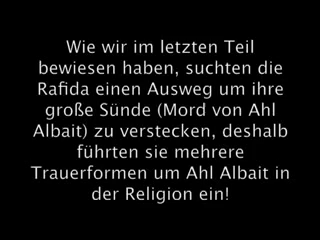 Wie wir im letzten Teil
bewiesen haben, suchten die
Rafida einen Ausweg um ihre
große Sünde (Mord von Ahl
Albait) zu verstecken, deshalb
führten sie mehrere
Trauerformen um Ahl Albait in
der Religion ein!